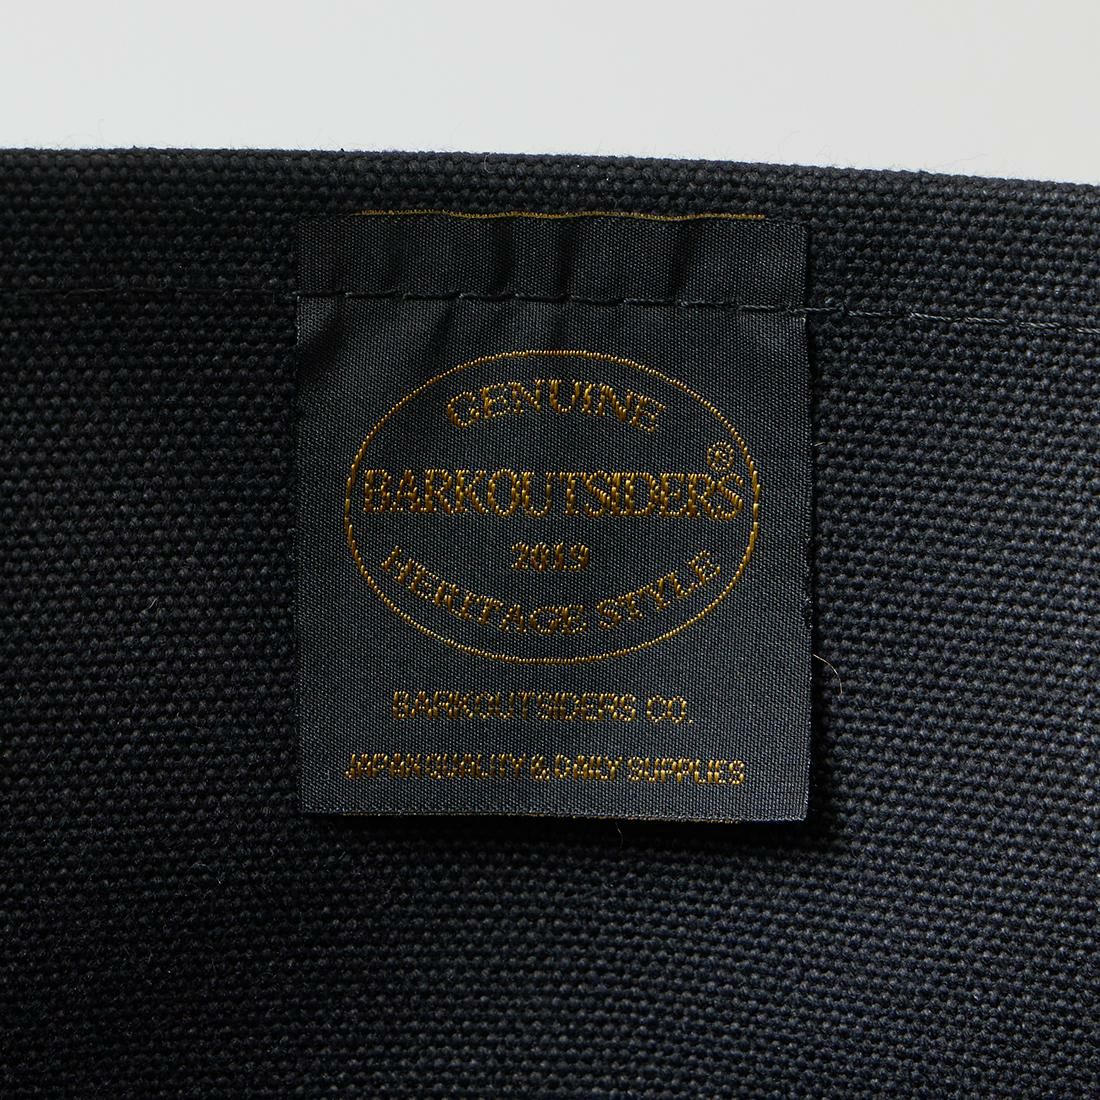 GENUINE
BARKOUTSIDERS®
2019
HERITAGE STYLE
BARKOUTSIDERS CO.
JAPAN QUALITY & DAILY SUPPLIES